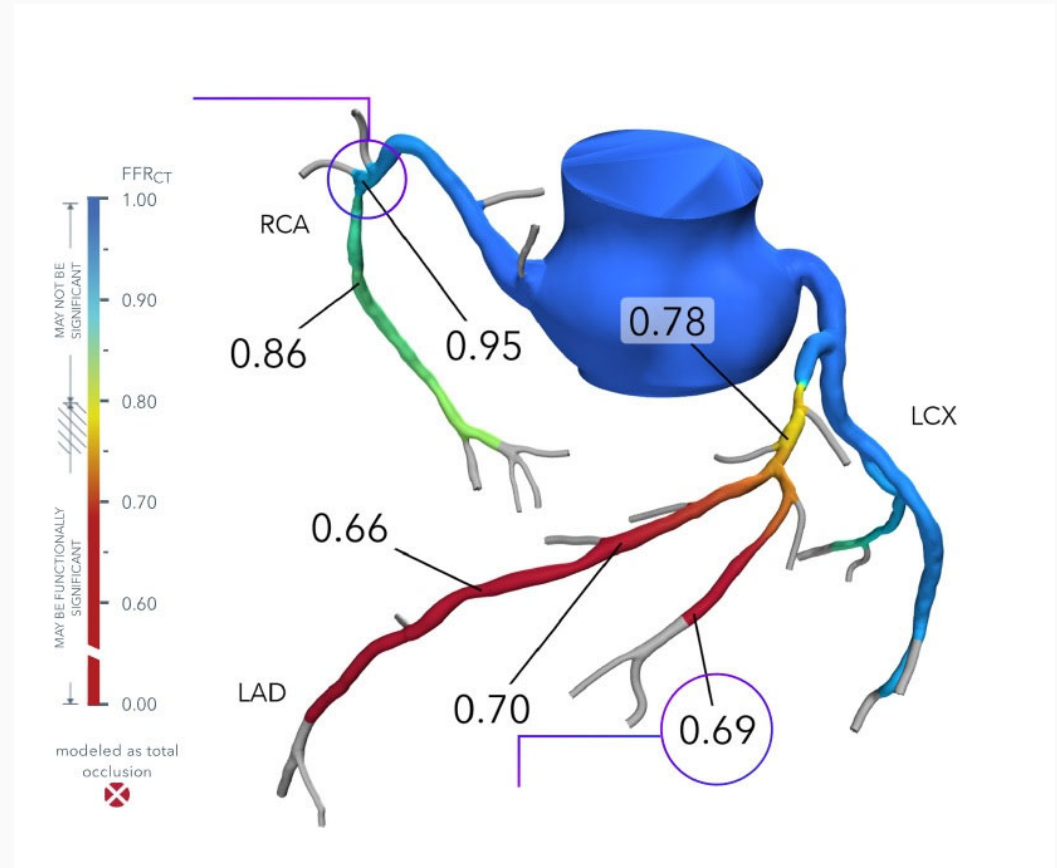 FFRCT
1.00
0.90
0.80
0.70
0.60
0.00
MAY NOT BE
SIGNIFICANT
MAY BE FUNCTIONALLY
SIGNIFICANT
modeled as total
occlusion
RCA
0.86
0.95
0.78
LCX
0.66
LAD
0.70
0.69